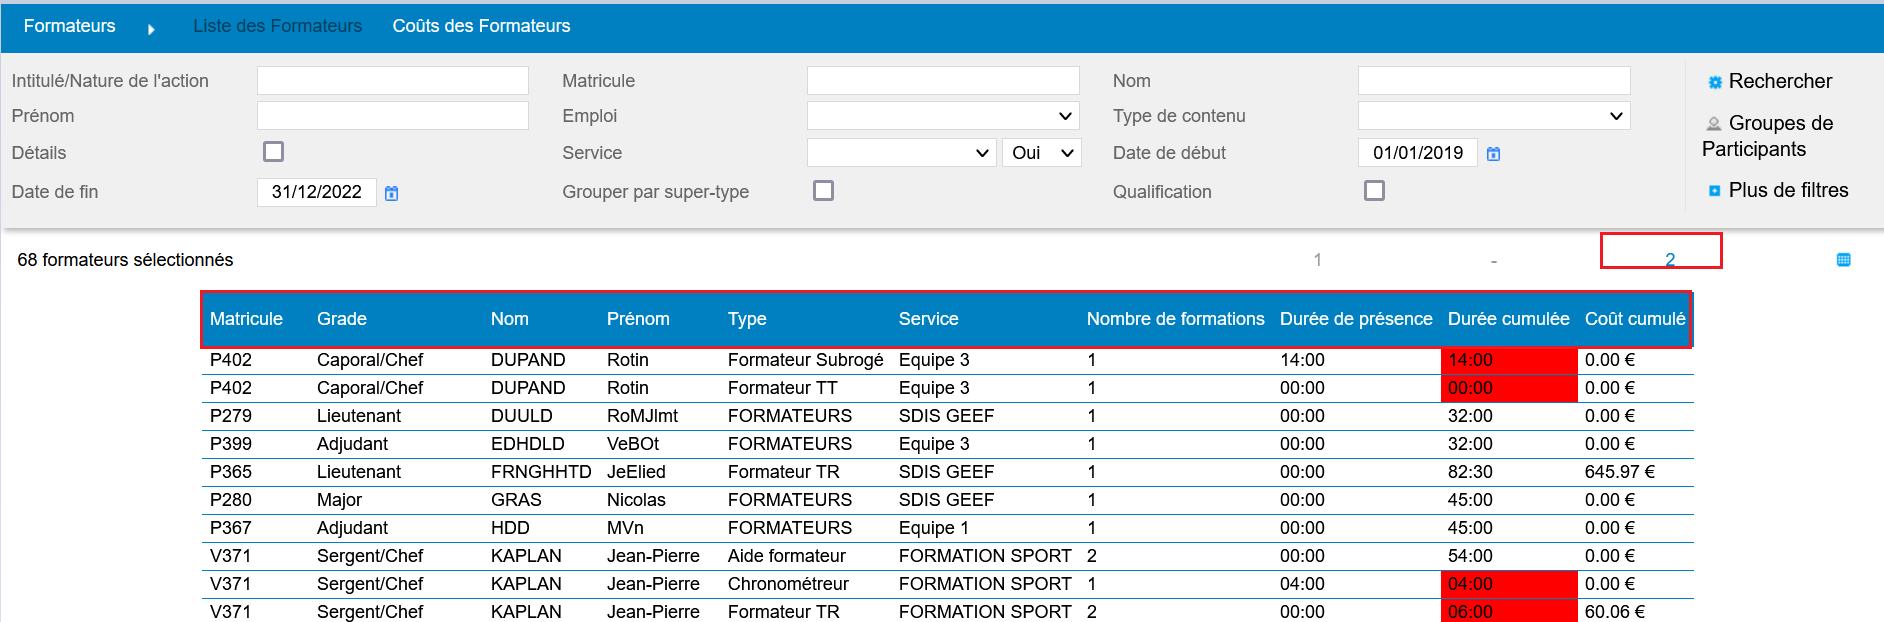 Formateurs Liste des Formateurs Coûts des Formateurs
Intitulé/Nature de l'action Matricule Nom Rechercher
Prénom Emploi Type de contenu Groupes de Participants
Détails Service Oui Date de début 01/01/2019
Date de fin 31/12/2022 Grouper par super-type Qualification Plus de filtres
68 formateurs sélectionnés 1 - 2
Matricule Grade Nom Prénom Type Service Nombre de formations Durée de présence Durée cumulée Coût cumulé
P402 Caporal/Chef DUPAND Rotin Formateur Subrogé Equipe 3 1 14:00 14:00 0.00 €
P402 Caporal/Chef DUPAND Rotin Formateur TT Equipe 3 1 00:00 00:00 0.00 €
P279 Lieutenant DUULD RoMJlmt FORMATEURS SDIS GEEF 1 00:00 32:00 0.00 €
P399 Adjudant EDHDLD VeBOt FORMATEURS Equipe 3 1 00:00 32:00 0.00 €
P365 Lieutenant FRNGHHTD JeElied Formateur TR SDIS GEEF 1 00:00 82:30 645.97 €
P280 Major GRAS Nicolas FORMATEURS SDIS GEEF 1 00:00 45:00 0.00 €
P367 Adjudant HDD MVn FORMATEURS Equipe 1 1 00:00 45:00 0.00 €
V371 Sergent/Chef KAPLAN Jean-Pierre Aide formateur FORMATION SPORT 2 00:00 54:00 0.00 €
V371 Sergent/Chef KAPLAN Jean-Pierre Chronométreur FORMATION SPORT 1 04:00 04:00 0.00 €
V371 Sergent/Chef KAPLAN Jean-Pierre Formateur TR FORMATION SPORT 2 00:00 06:00 60.06 €